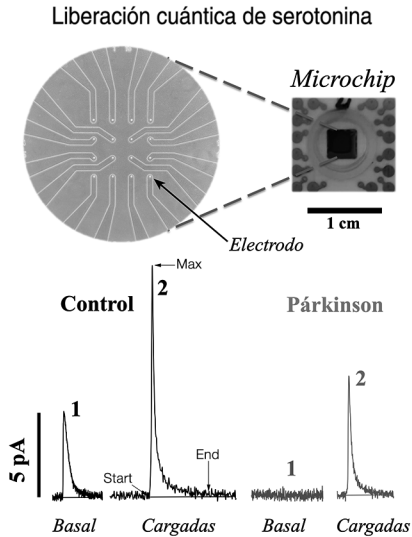 Liberación cuántica de serotonina
Microchip
1 cm
Electrodo
Max
Control
2
Párkinson
1
2
5 pA
Start
End
1
Basal
Cargadas
Basal
Cargadas